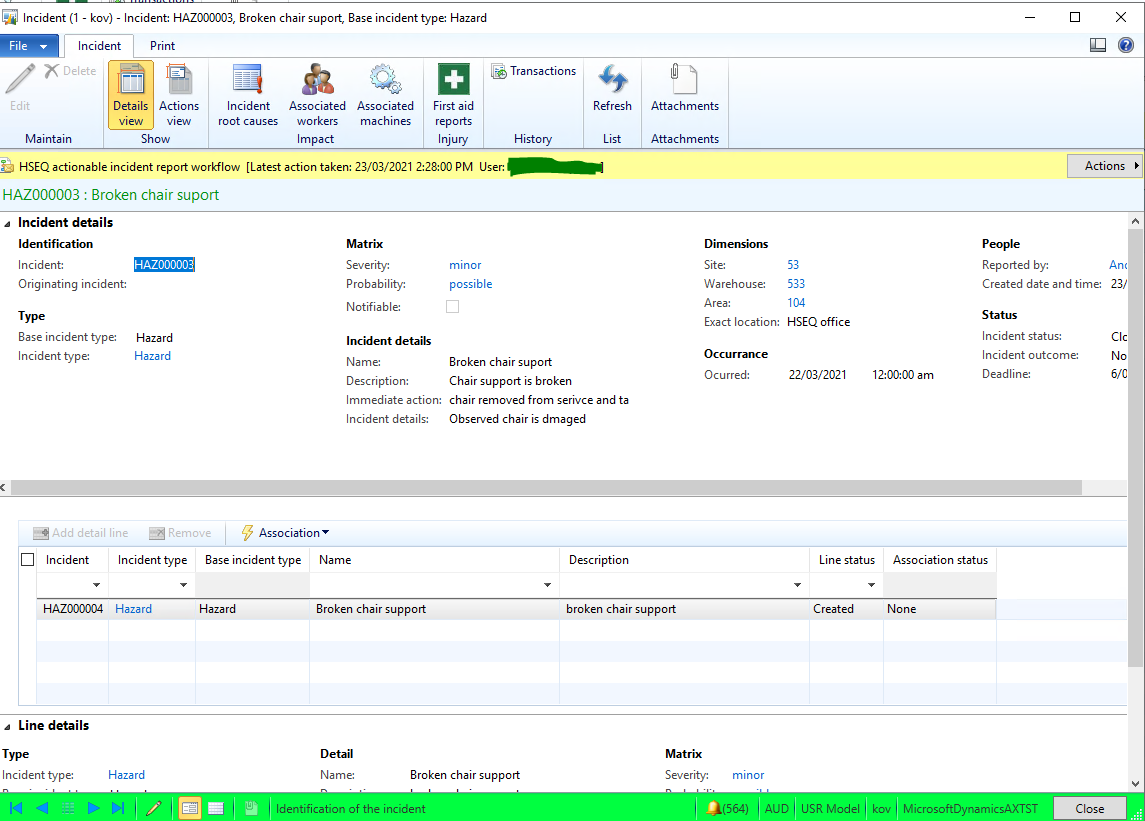 Incident (1 - kov) - Incident: HAZ000003, Broken chair suport, Base incident type: Hazard
File Incident Print
Edit Delete Details view Actions view Incident root causes Associated workers Associated machines First aid reports Transactions Refresh Attachments
Maintain Show Impact Injury History List Attachments
HSEQ actionable incident report workflow [Latest action taken: 23/03/2021 2:28:00 PM User: ] Actions
HAZ000003 : Broken chair suport
Incident details
Identification
Incident: HAZ000003
Originating incident:
Type
Base incident type: Hazard
Incident type: Hazard
Matrix
Severity: minor
Probability: possible
Notifiable:
Incident details
Name: Broken chair suport
Description: Chair support is broken
Immediate action: chair removed from serivce and ta
Incident details: Observed chair is dmaged
Dimensions
Site: 53
Warehouse: 533
Area: 104
Exact location: HSEQ office
Occurrance
Ocurred: 22/03/2021 12:00:00 am
People
Reported by: Anc
Created date and time: 23/
Status
Incident status: Clo
Incident outcome: No
Deadline: 6/0
Add detail line Remove Association
Incident Incident type Base incident type Name Description Line status Association status
HAZ000004 Hazard Hazard Broken chair support broken chair support Created None
Line details
Type
Incident type: Hazard
Detail
Name: Broken chair support
Matrix
Severity: minor
Identification of the incident (564) AUD USR Model kov MicrosoftDynamicsAXTST Close